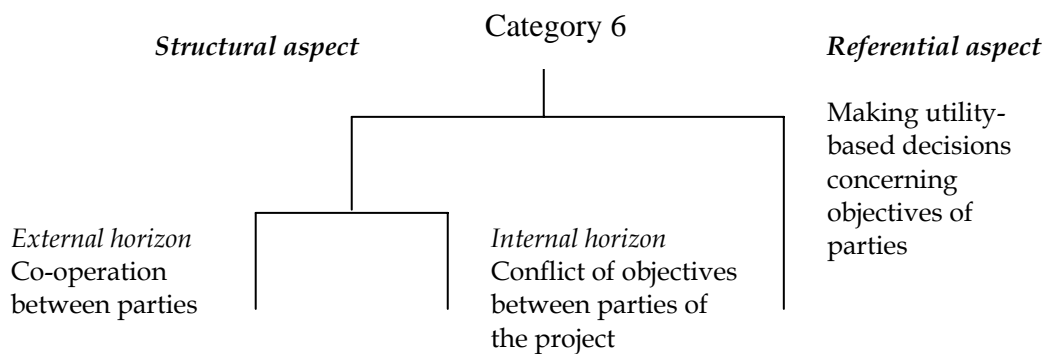 Category 6
Structural aspect
Referential aspect
Making utility-
based decisions
concerning
objectives of
parties
External horizon
Co-operation
between parties
Internal horizon
Conflict of objectives
between parties of
the project